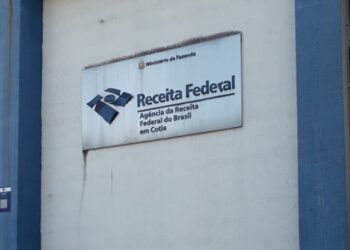 Ministério da Fazenda
Receita Federal
Agência da Receita
Federal do Brasil
em Cotia